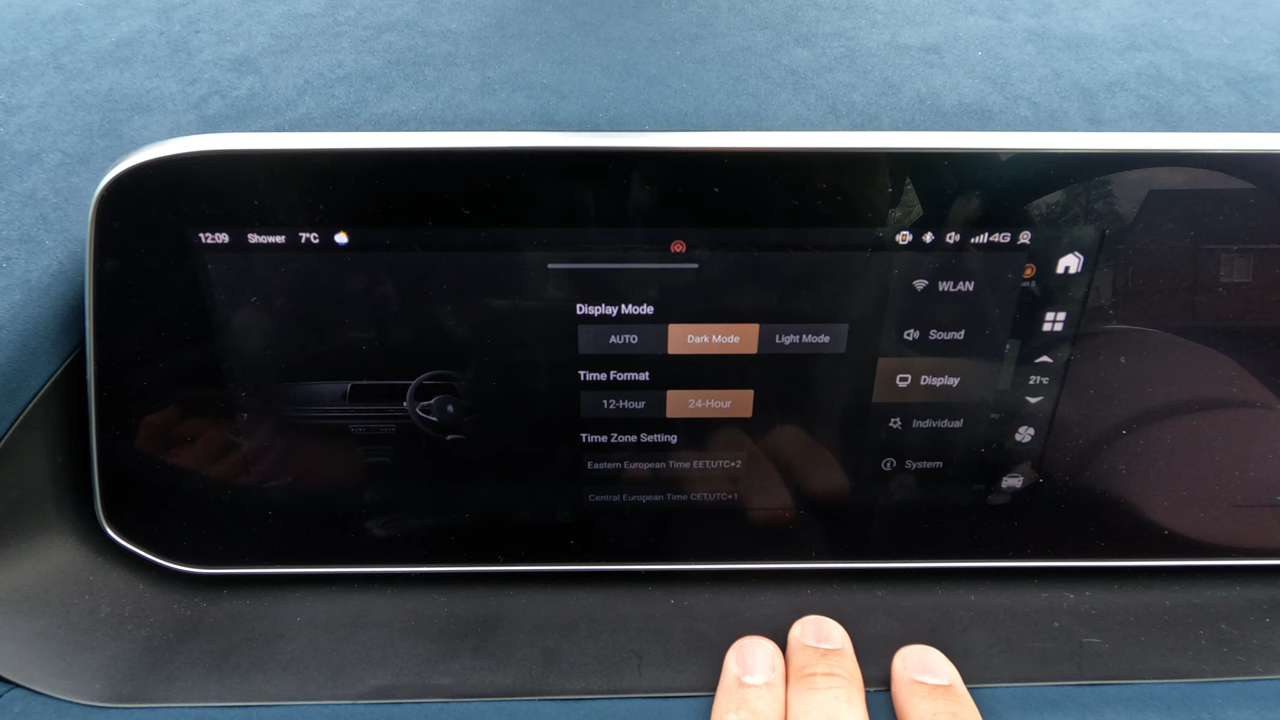 12:09 Shower 7°C 4G
WLAN
Sound
Display
Individual
System
Display Mode
AUTO Dark Mode Light Mode
Time Format
12-Hour 24-Hour
Time Zone Setting
Eastern European Time EET,UTC+2
Central European Time CET,UTC+1
21°C